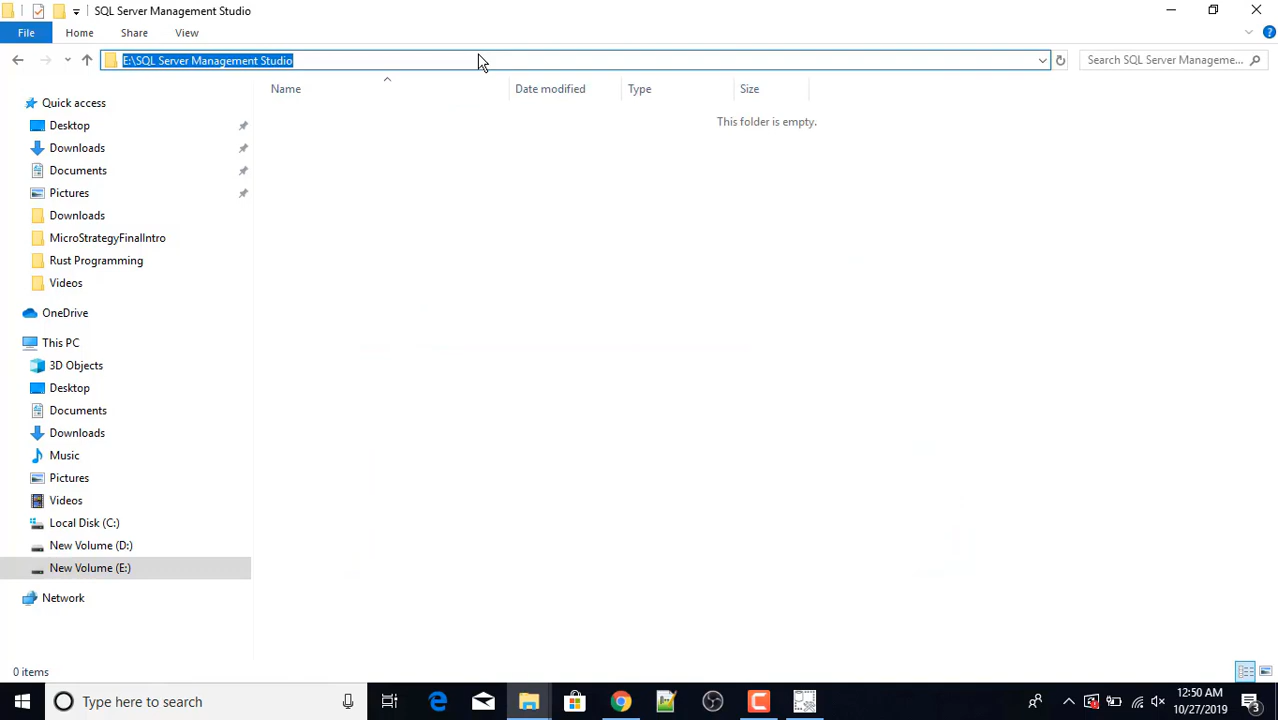 SQL Server Management Studio
File
Home
Share
View
E:\SQL Server Management Studio
Search SQL Server Manageme...
Name
Date modified
Type
Size
This folder is empty.
Quick access
Desktop
Downloads
Documents
Pictures
Downloads
MicroStrategyFinalIntro
Rust Programming
Videos
OneDrive
This PC
3D Objects
Desktop
Documents
Downloads
Music
Pictures
Videos
Local Disk (C:)
New Volume (D:)
New Volume (E:)
Network
0 items
Type here to search
12:50 AM
10/27/2019
3